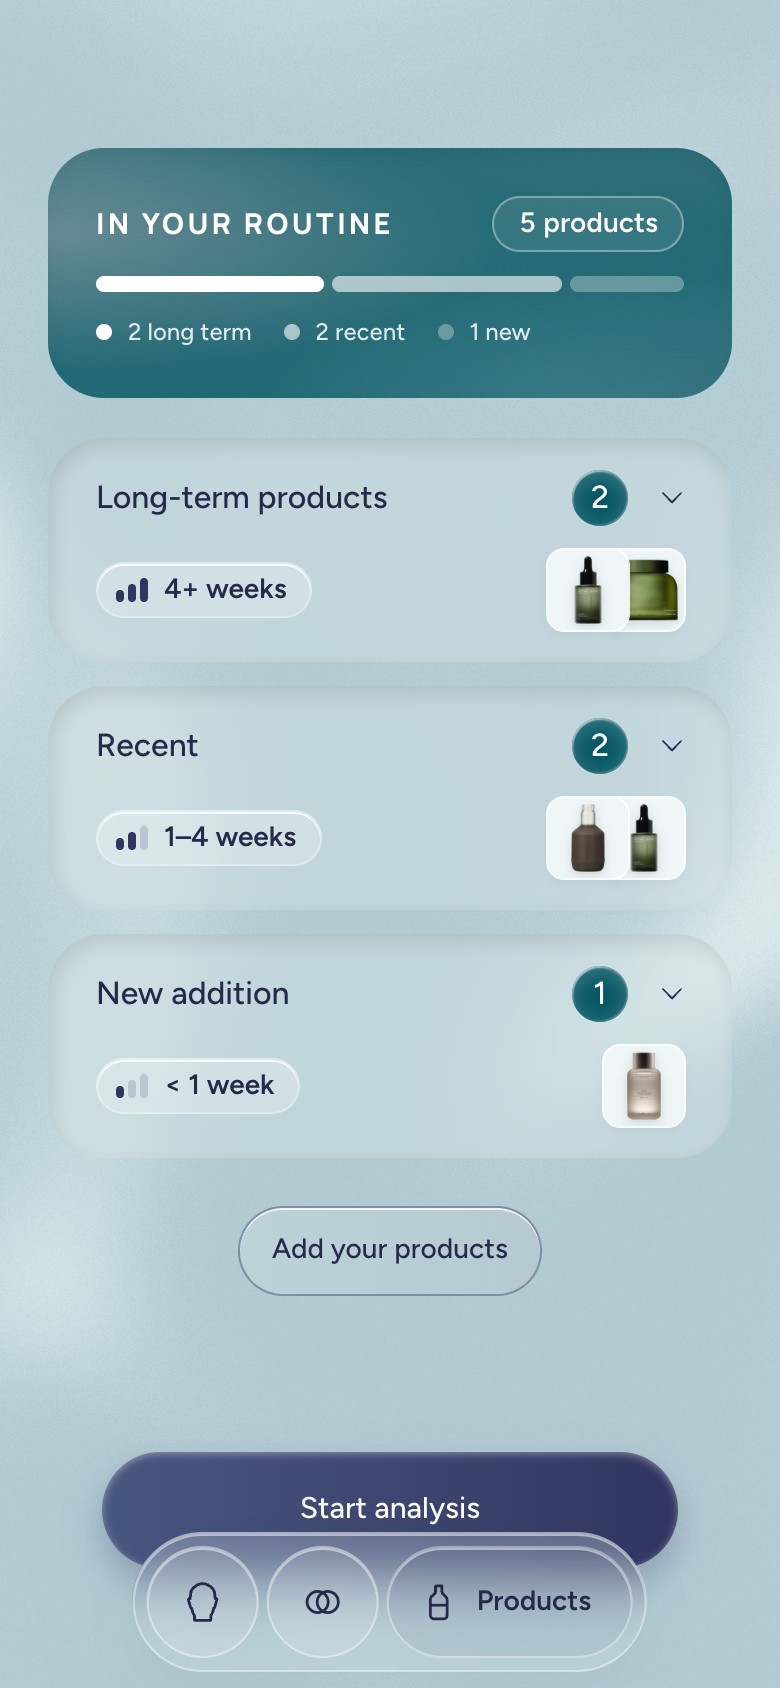 IN YOUR ROUTINE
5 products
2 long term
2 recent
1 new
Long-term products
2
4+ weeks
Recent
2
1–4 weeks
New addition
1
< 1 week
Add your products
Start analysis
Products